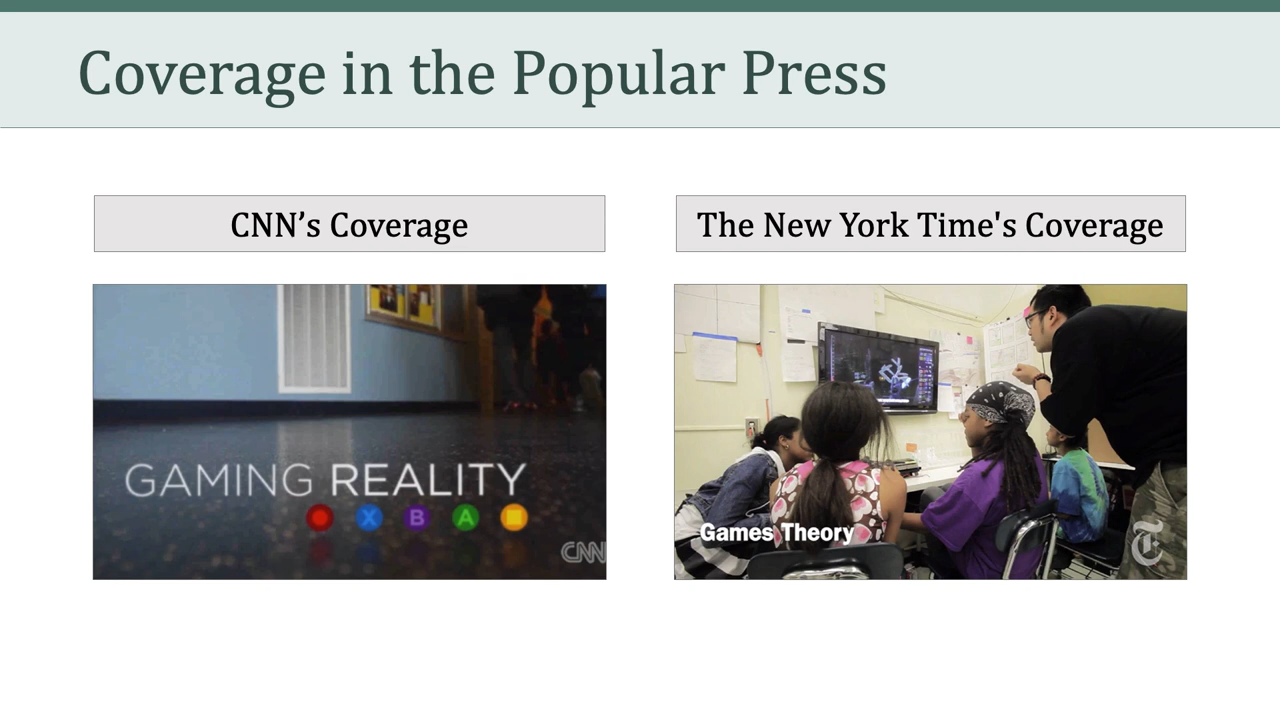 Coverage in the Popular Press
CNN’s Coverage
The New York Time's Coverage
GAMING REALITY
X B A
CNN
Games Theory
T